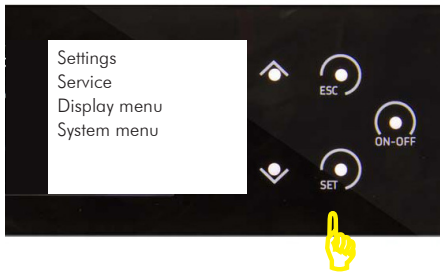 Settings
Service
Display menu
System menu
ESC
ON-OFF
SET